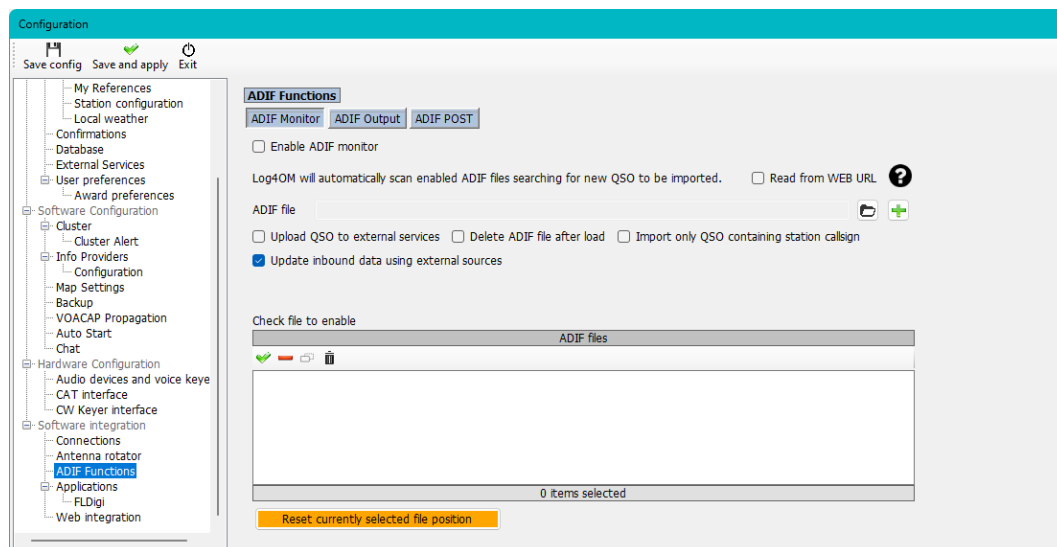 Configuration
Save config Save and apply Exit
My References
Station configuration
Local weather
Confirmations
Database
External Services
User preferences
Award preferences
Software Configuration
Cluster
Cluster Alert
Info Providers
Configuration
Map Settings
Backup
VOACAP Propagation
Auto Start
Chat
Hardware Configuration
Audio devices and voice keye
CAT interface
CW Keyer interface
Software integration
Connections
Antenna rotator
ADIF Functions
Applications
FLDigi
Web integration
ADIF Functions
ADIF Monitor ADIF Output ADIF POST
Enable ADIF monitor
Log4OM will automatically scan enabled ADIF files searching for new QSO to be imported. Read from WEB URL ?
ADIF file
Upload QSO to external services Delete ADIF file after load Import only QSO containing station callsign
Update inbound data using external sources
Check file to enable
ADIF files
0 items selected
Reset currently selected file position